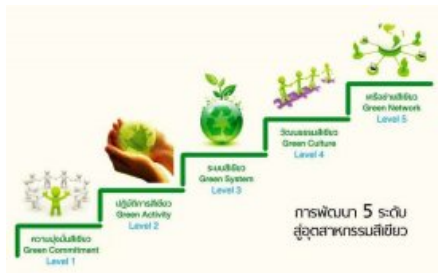 ความมุ่งมั่นสีเขียว
Green Commitment
Level 1
ปฏิบัติการสีเขียว
Green Activity
Level 2
ระบบสีเขียว
Green System
Level 3
วัฒนธรรมสีเขียว
Green Culture
Level 4
เครือข่ายสีเขียว
Green Network
Level 5
การพัฒนา 5 ระดับ
สู่อุตสาหกรรมสีเขียว